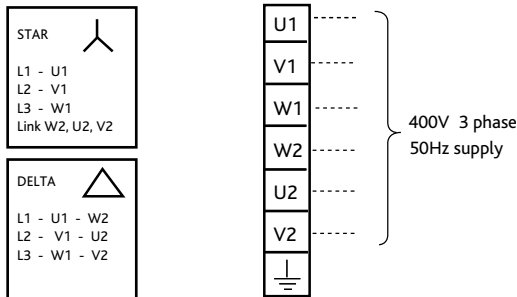 STAR
L1 - U1
L2 - V1
L3 - W1
Link W2, U2, V2
DELTA
L1 - U1 - W2
L2 - V1 - U2
L3 - W1 - V2
U1
V1
W1
W2
U2
V2
400V 3 phase
50Hz supply